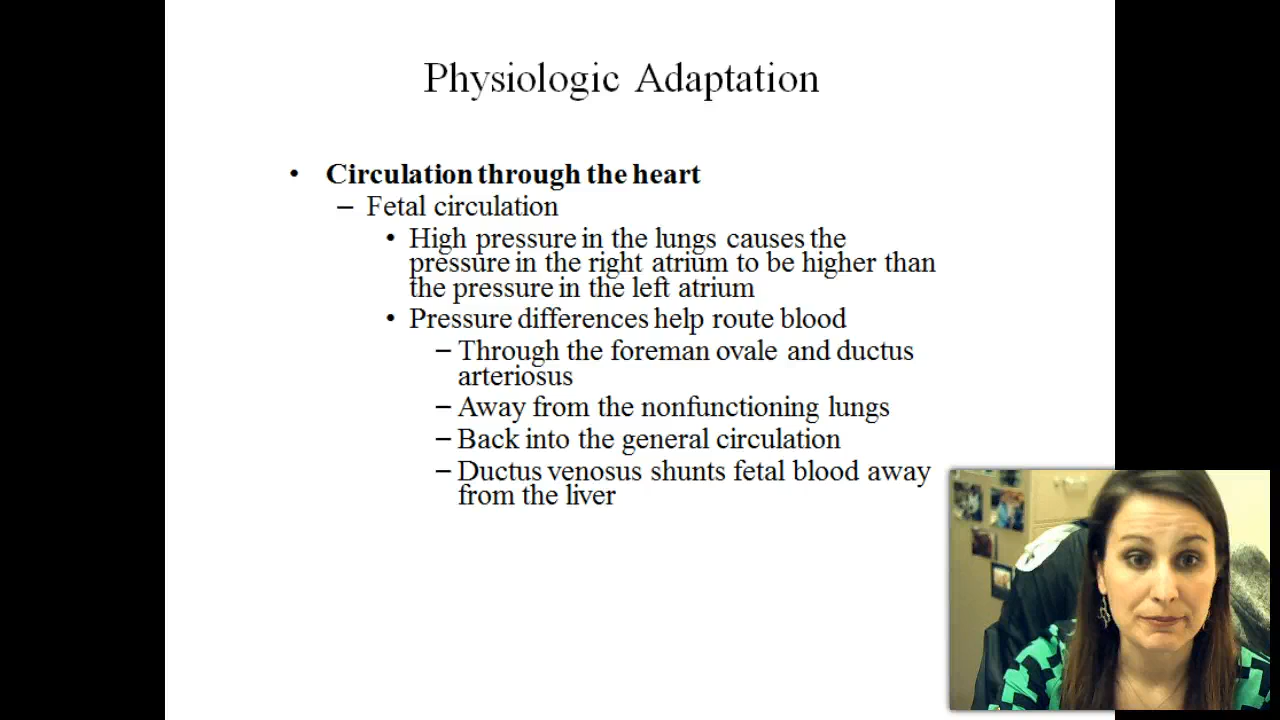 Physiologic Adaptation
• Circulation through the heart
– Fetal circulation
• High pressure in the lungs causes the
pressure in the right atrium to be higher than
the pressure in the left atrium
• Pressure differences help route blood
– Through the foreman ovale and ductus
arteriosus
– Away from the nonfunctioning lungs
– Back into the general circulation
– Ductus venosus shunts fetal blood away
from the liver